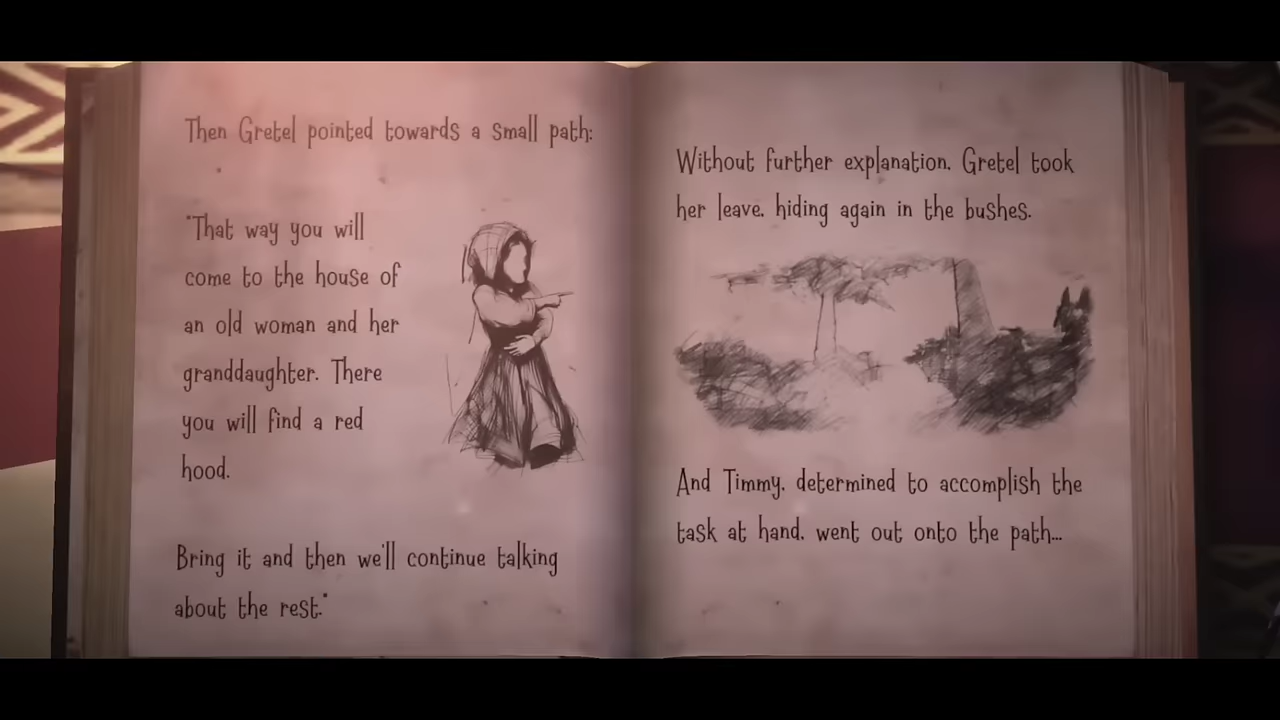 Then Gretel pointed towards a small path:
"That way you will
come to the house of
an old woman and her
granddaughter. There
you will find a red
hood.
Bring it and then we'll continue talking
about the rest."
Without further explanation, Gretel took
her leave, hiding again in the bushes.
And Timmy, determined to accomplish the
task at hand, went out onto the path...